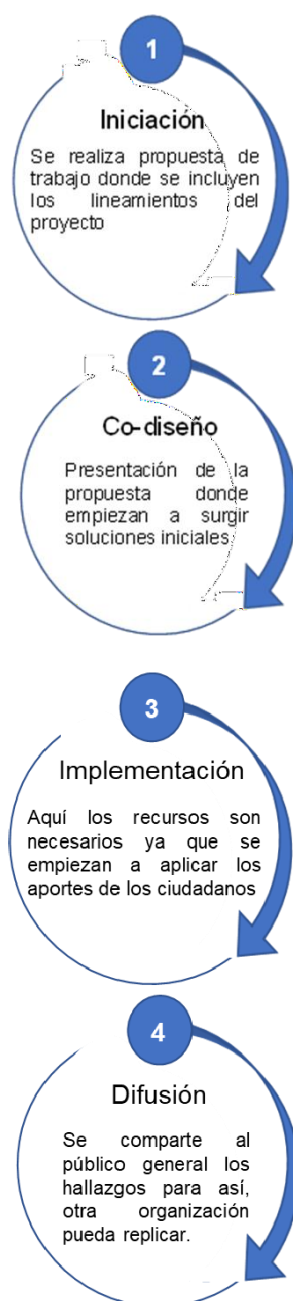 1
Iniciación
Se realiza propuesta de
trabajo donde se incluyen
los lineamientos del
proyecto
2
Co-diseño
Presentación de la
propuesta donde
empiezan a surgir
soluciones iniciales
3
Implementación
Aquí los recursos son
necesarios ya que se
empiezan a aplicar los
aportes de los ciudadanos
4
Difusión
Se comparte al
público general los
hallazgos para así,
otra organización
pueda replicar.